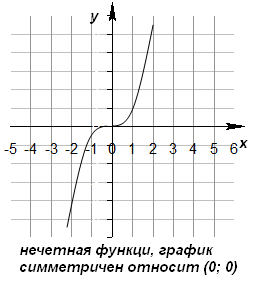 y
-5 -4 -3 -2 -1 0 1 2 3 4 5 6
x
нечетная функци, график
симметричен относит (0; 0)